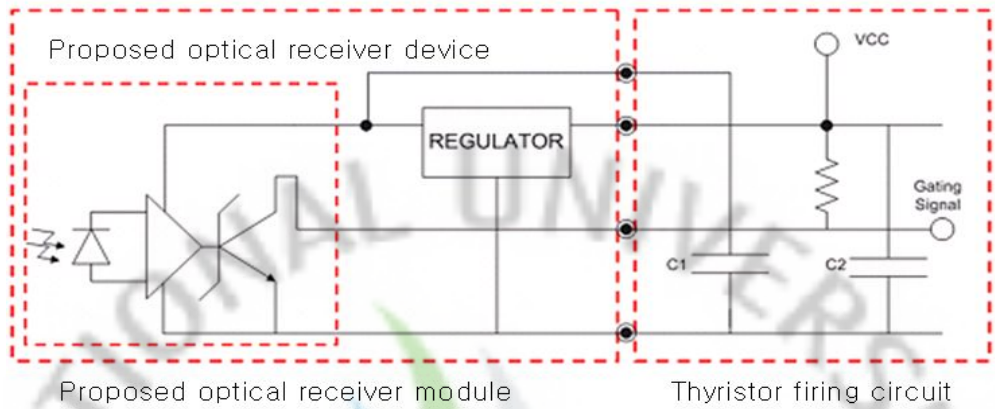 Proposed optical receiver device
VCC
REGULATOR
Gating
Signal
C1
C2
Proposed optical receiver module
Thyristor firing circuit